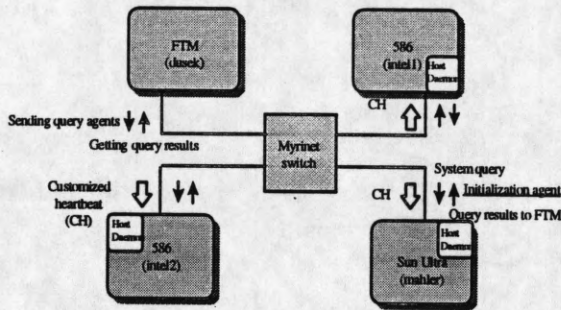 FTM
(dusek)
586
(intel1)
Host
Daemon
CH
Sending query agents
Getting query results
Myrinet
switch
System query
Initialization agent
Query results to FTM
Customized
heartbeat
(CH)
CH
Host
Daemon
586
(intel2)
Host
Daemon
Sun Ultra
(mahler)